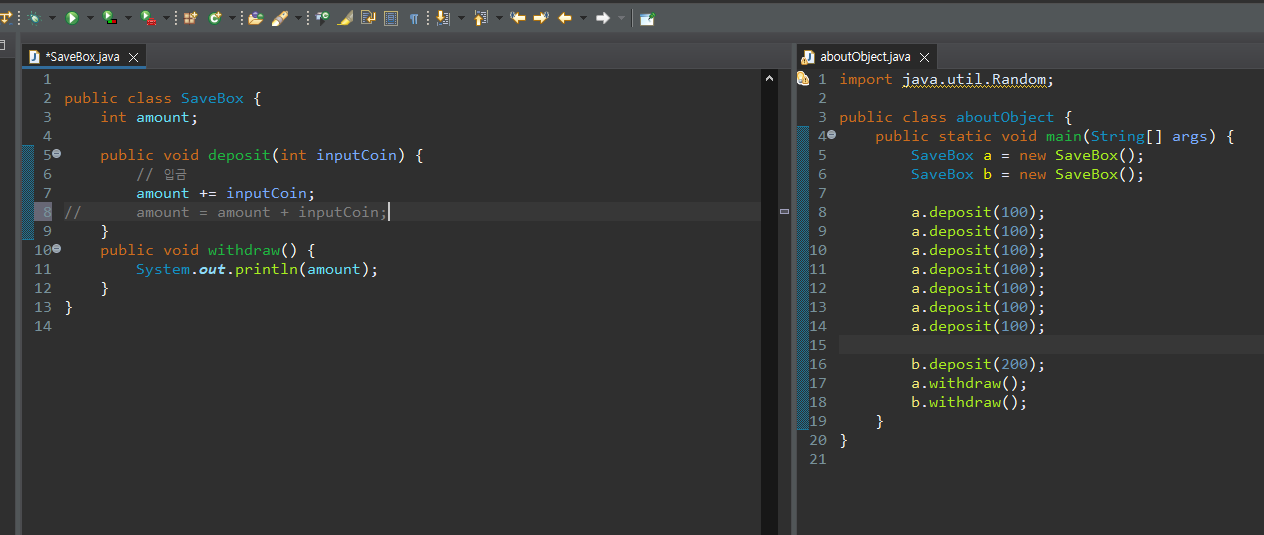 *SaveBox.java
1
2 public class SaveBox {
3 int amount;
4
5 public void deposit(int inputCoin) {
6 // 입금
7 amount += inputCoin;
8 // amount = amount + inputCoin;
9 }
10 public void withdraw() {
11 System.out.println(amount);
12 }
13 }
14
aboutObject.java
1 import java.util.Random;
2
3 public class aboutObject {
4 public static void main(String[] args) {
5 SaveBox a = new SaveBox();
6 SaveBox b = new SaveBox();
7
8 a.deposit(100);
9 a.deposit(100);
10 a.deposit(100);
11 a.deposit(100);
12 a.deposit(100);
13 a.deposit(100);
14 a.deposit(100);
15
16 b.deposit(200);
17 a.withdraw();
18 b.withdraw();
19 }
20 }
21